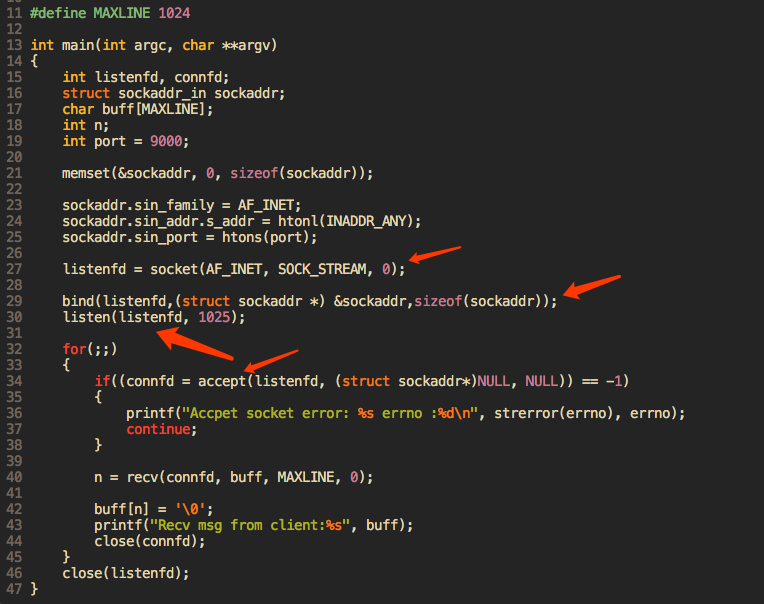 11 #define MAXLINE 1024
12
13 int main(int argc, char **argv)
14 {
15     int listenfd, connfd;
16     struct sockaddr_in sockaddr;
17     char buff[MAXLINE];
18     int n;
19     int port = 9000;
20
21     memset(&sockaddr, 0, sizeof(sockaddr));
22
23     sockaddr.sin_family = AF_INET;
24     sockaddr.sin_addr.s_addr = htonl(INADDR_ANY);
25     sockaddr.sin_port = htons(port);
26
27     listenfd = socket(AF_INET, SOCK_STREAM, 0);
28
29     bind(listenfd,(struct sockaddr *) &sockaddr,sizeof(sockaddr));
30     listen(listenfd, 1025);
31
32     for(;;)
33     {
34         if((connfd = accept(listenfd, (struct sockaddr*)NULL, NULL)) == -1)
35         {
36             printf("Accpet socket error: %s errno :%d\n", strerror(errno), errno);
37             continue;
38         }
39
40         n = recv(connfd, buff, MAXLINE, 0);
41
42         buff[n] = '\0';
43         printf("Recv msg from client:%s", buff);
44         close(connfd);
45     }
46     close(listenfd);
47 }